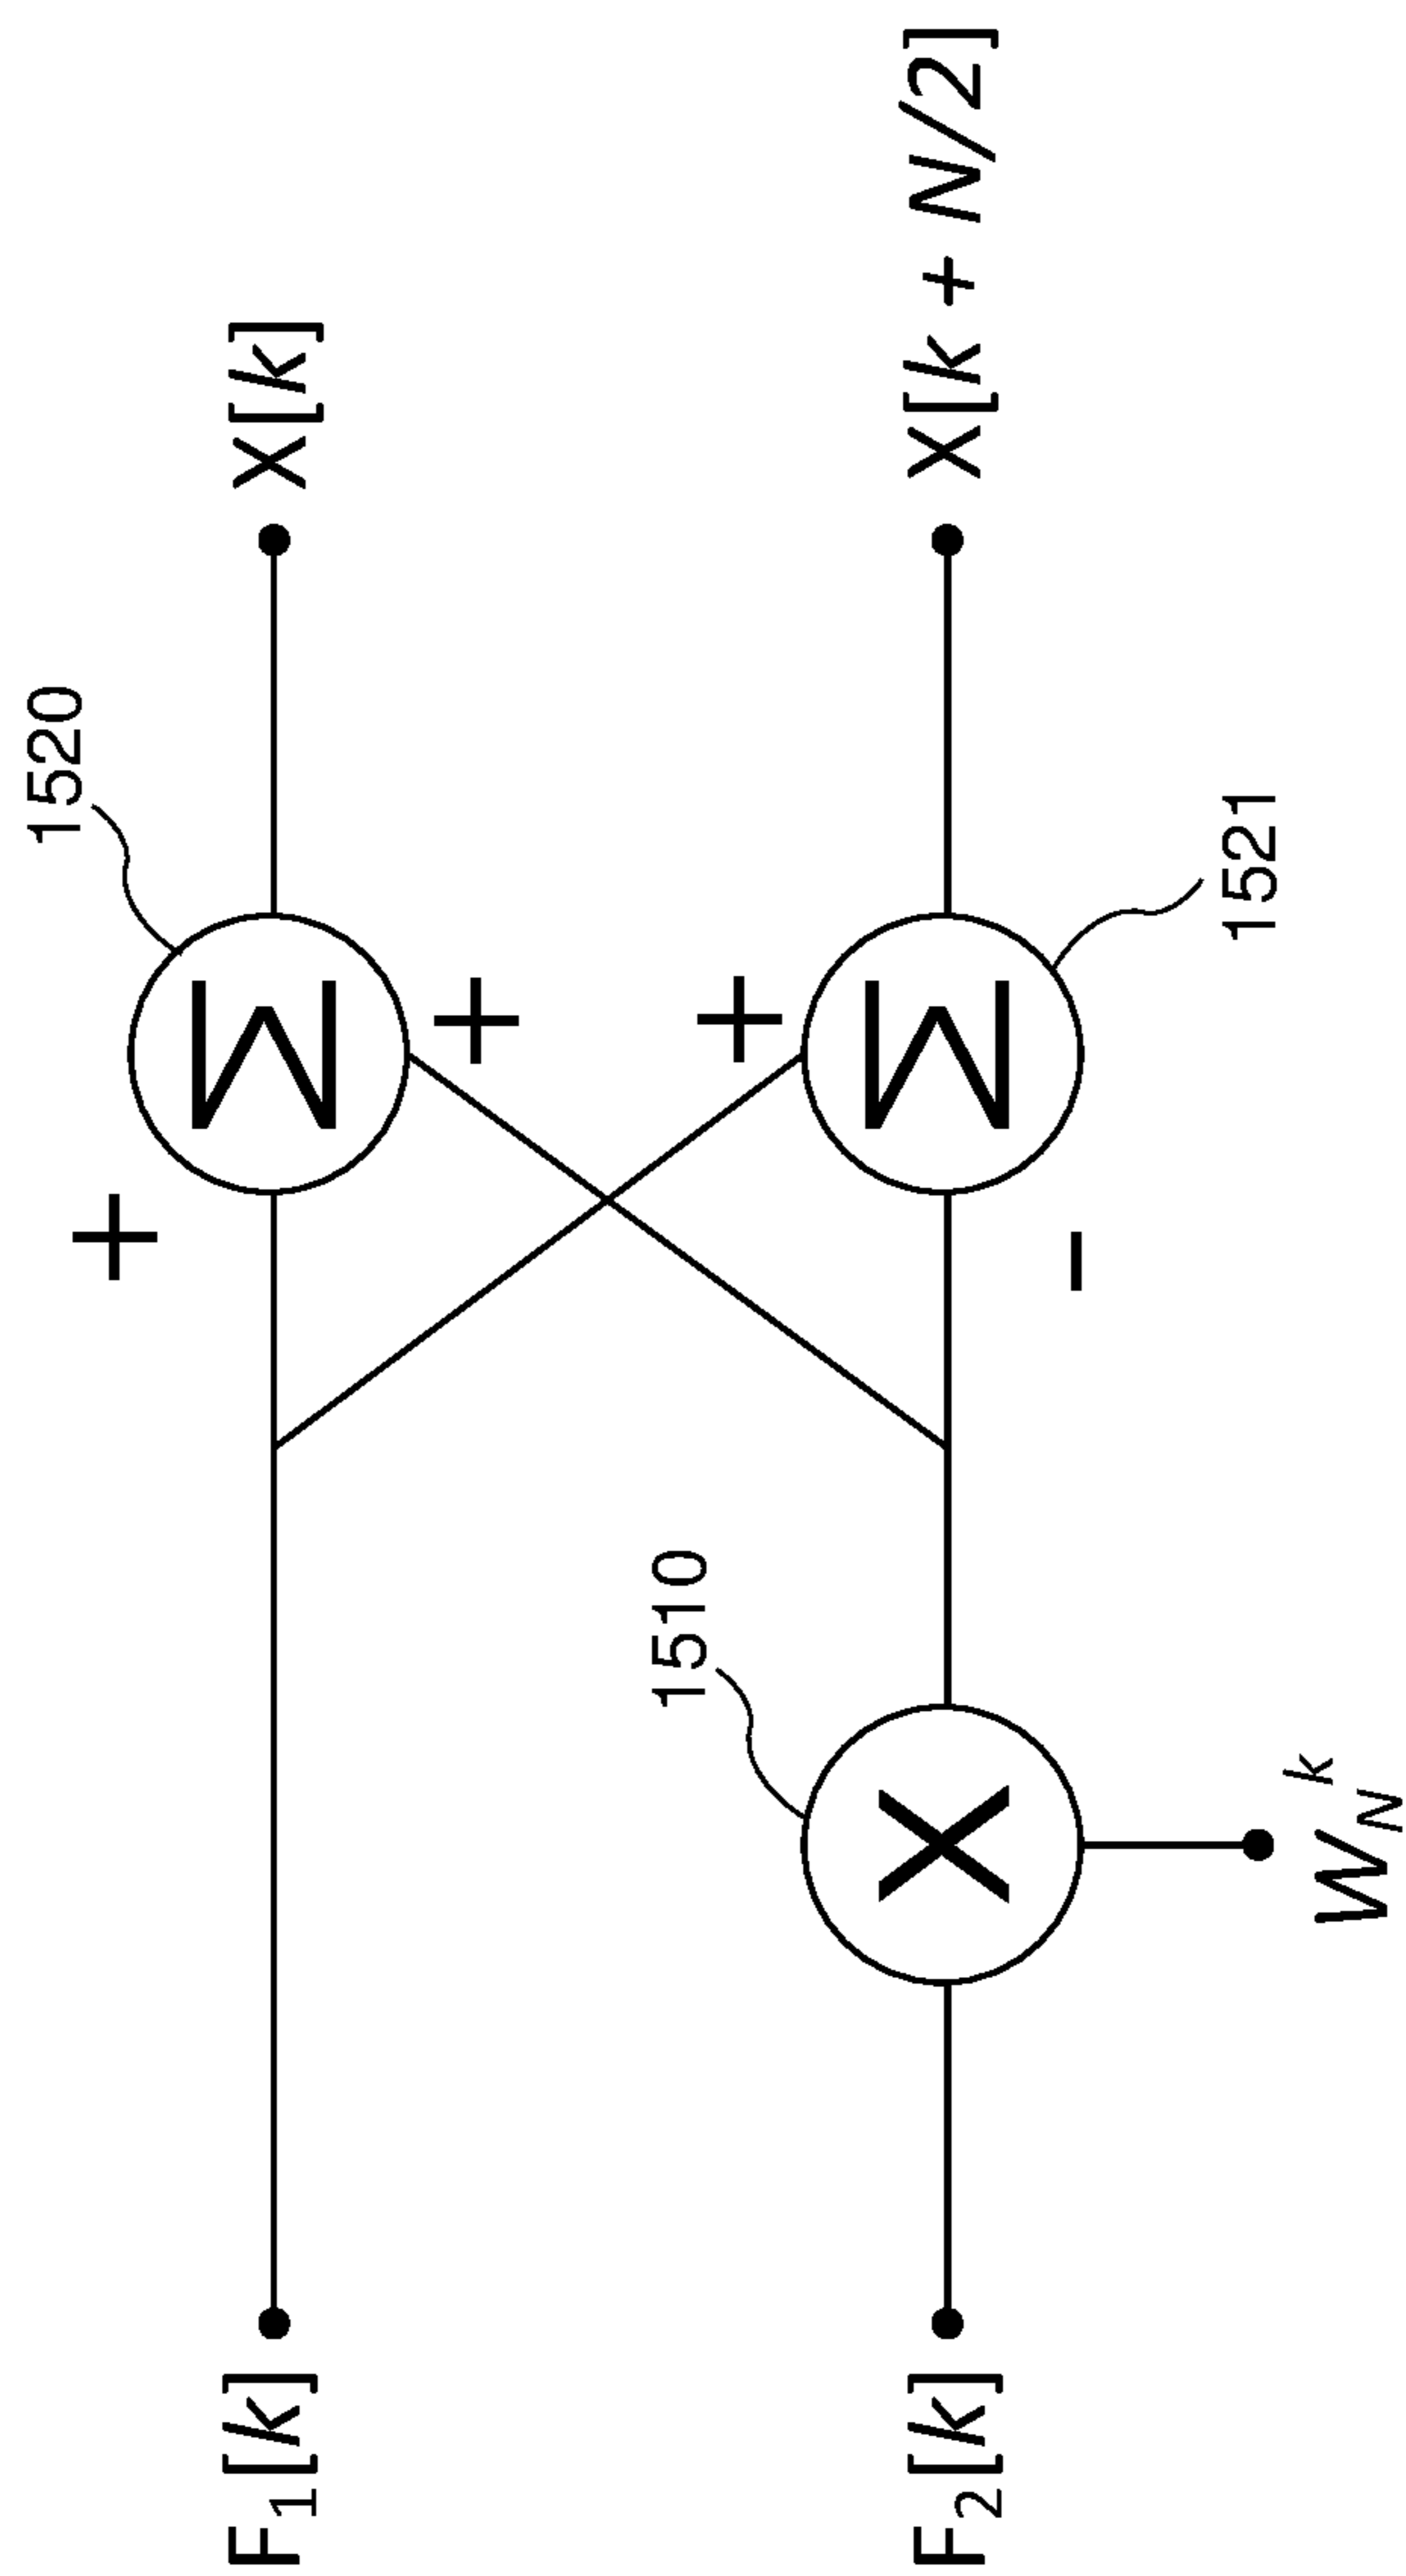 1520
F₁[k] + Σ X[k]
+
1510
+
F₂[k] X Σ X[k + N/2]
-
W_N^k
1521